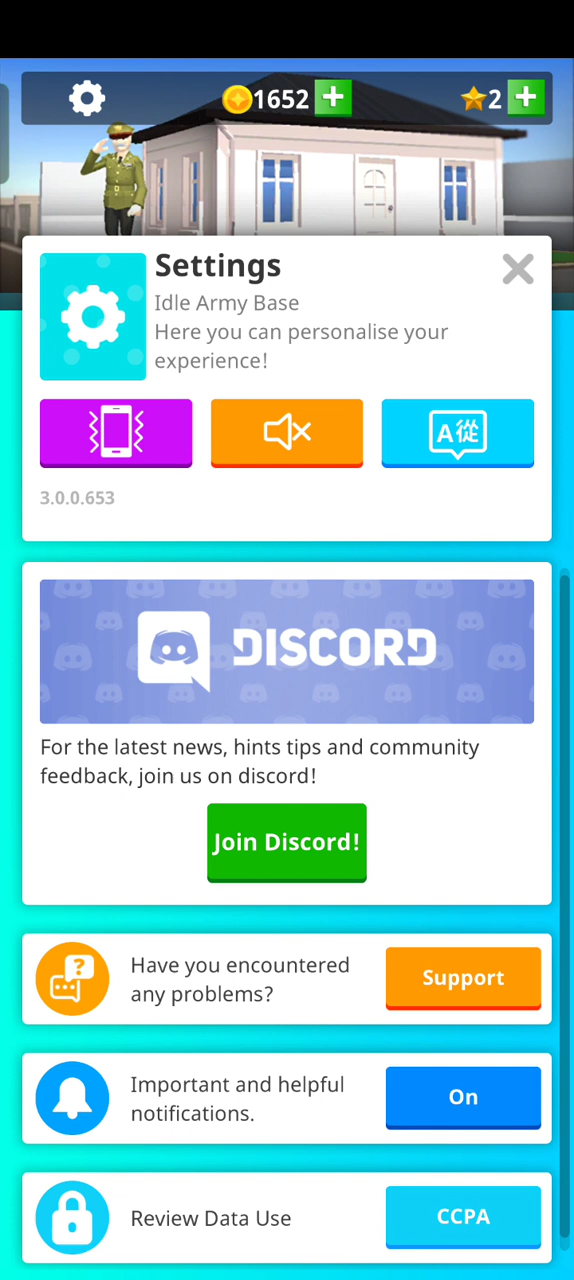 1652
2
Settings
Idle Army Base
Here you can personalise your
experience!
A従
3.0.0.653
DISCORD
For the latest news, hints tips and community
feedback, join us on discord!
Join Discord!
Have you encountered
any problems?
Support
Important and helpful
notifications.
On
Review Data Use
CCPA